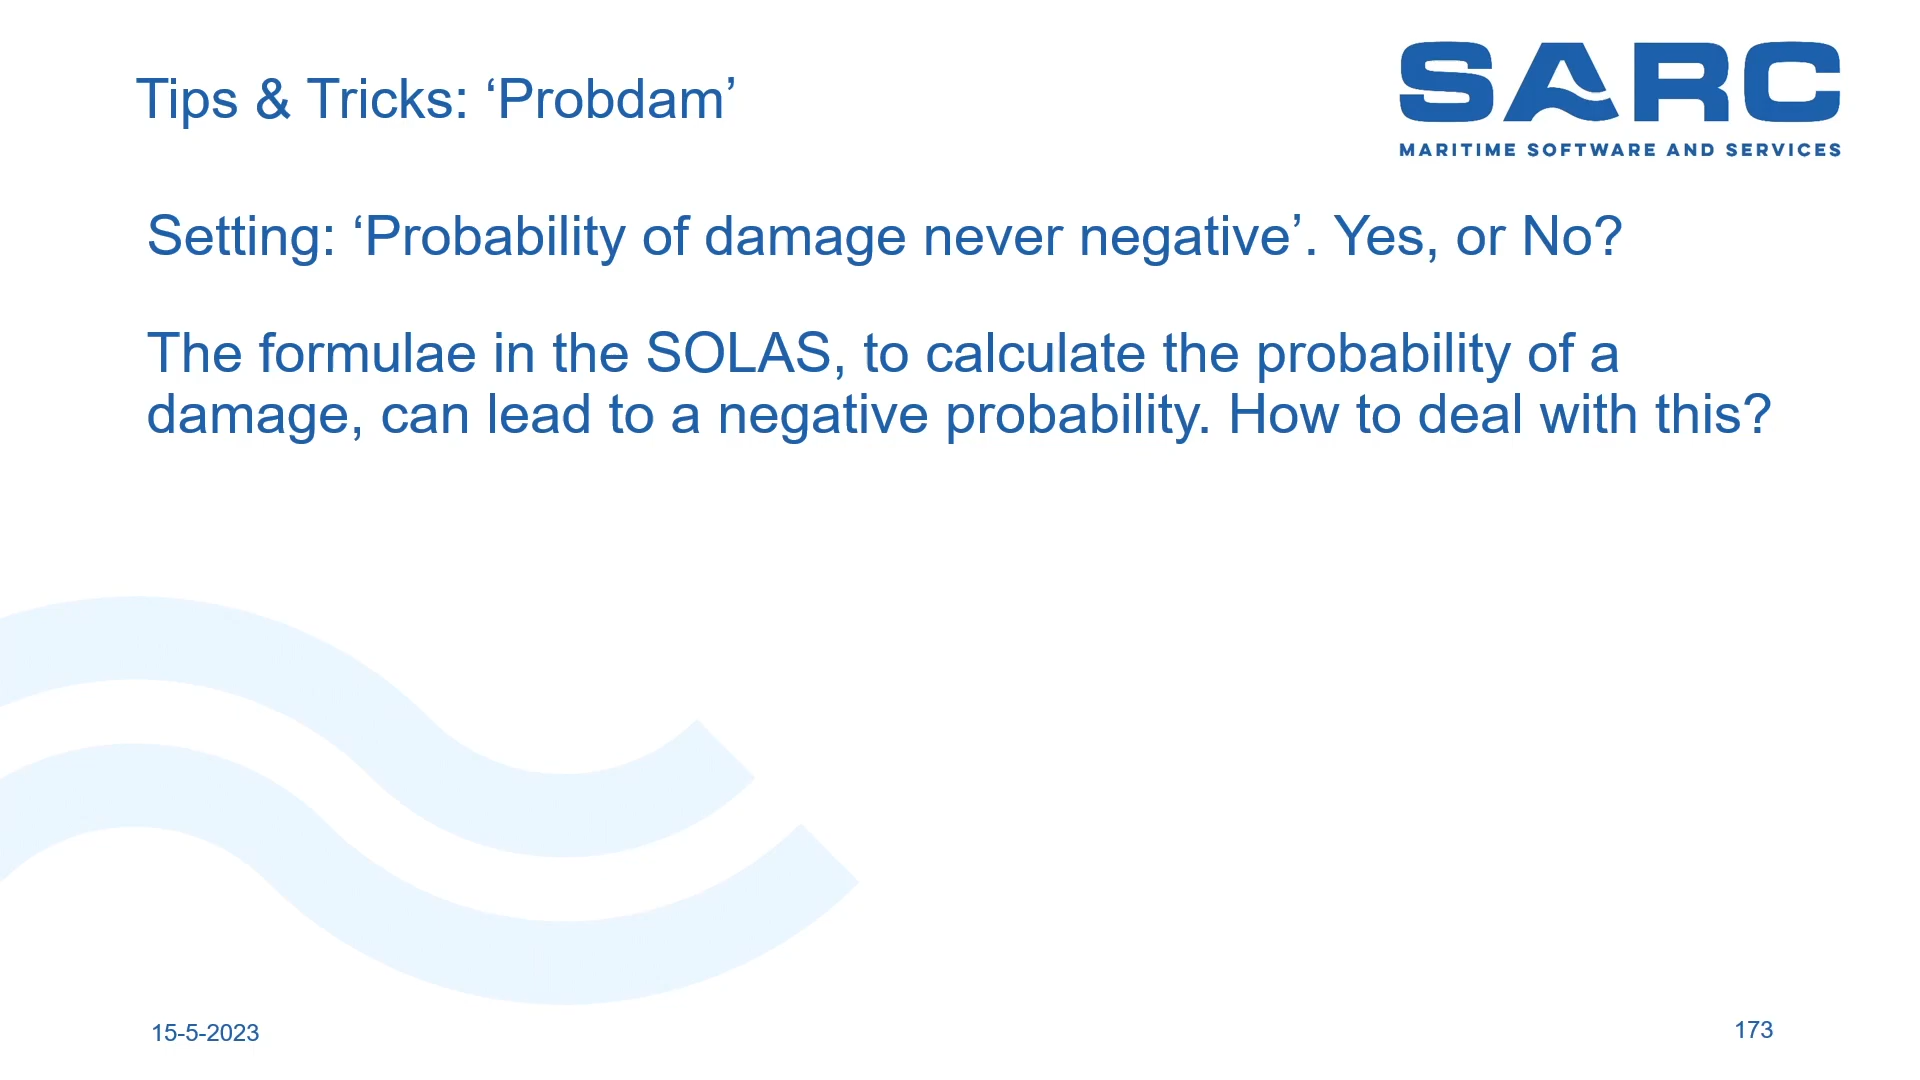 Tips & Tricks: ‘Probdam’
SARC
MARITIME SOFTWARE AND SERVICES
Setting: ‘Probability of damage never negative’. Yes, or No?
The formulae in the SOLAS, to calculate the probability of a
damage, can lead to a negative probability. How to deal with this?
15-5-2023
173